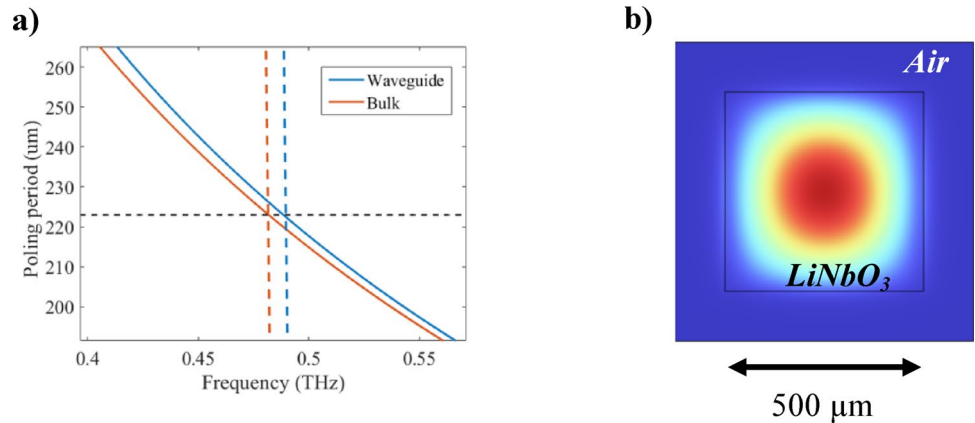 a)
b)
Poling period (um)
260
250
240
230
220
210
200
Waveguide
Bulk
0.4
0.45
0.5
0.55
Frequency (THz)
Air
LiNbO₃
500 µm